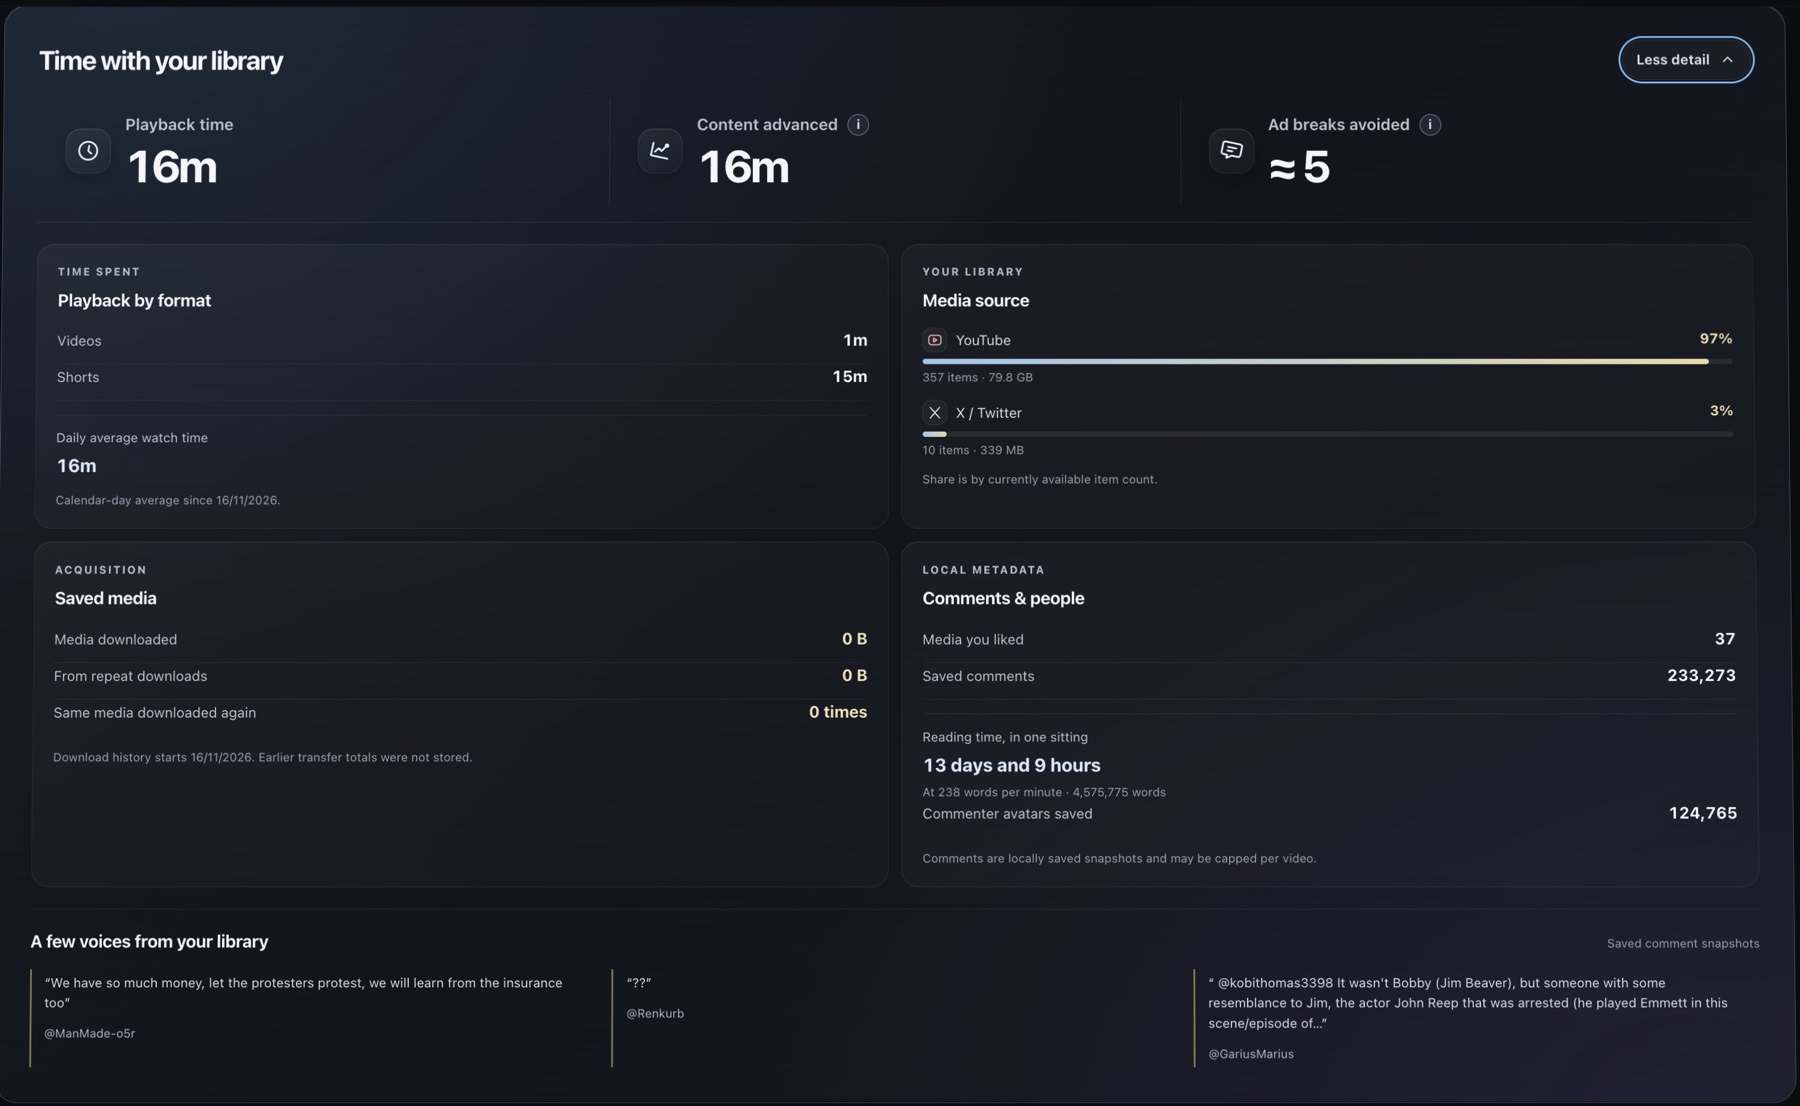 Time with your library
Less detail
Playback time
16m
Content advanced
i
16m
Ad breaks avoided
i
≈ 5
TIME SPENT
Playback by format
Videos
1m
Shorts
15m
Daily average watch time
16m
Calendar-day average since 16/11/2026.
YOUR LIBRARY
Media source
YouTube
97%
357 items · 79.8 GB
X / Twitter
3%
10 items · 339 MB
Share is by currently available item count.
ACQUISITION
Saved media
Media downloaded
0 B
From repeat downloads
0 B
Same media downloaded again
0 times
Download history starts 16/11/2026. Earlier transfer totals were not stored.
LOCAL METADATA
Comments & people
Media you liked
37
Saved comments
233,273
Reading time, in one sitting
13 days and 9 hours
At 238 words per minute · 4,575,775 words
Commenter avatars saved
124,765
Comments are locally saved snapshots and may be capped per video.
A few voices from your library
Saved comment snapshots
“We have so much money, let the protesters protest, we will learn from the insurance
too”
@ManMade-o5r
“??”
@Renkurb
“ @kobithomas3398 It wasn't Bobby (Jim Beaver), but someone with some
resemblance to Jim, the actor John Reep that was arrested (he played Emmett in this
scene/episode of…”
@GariusMarius